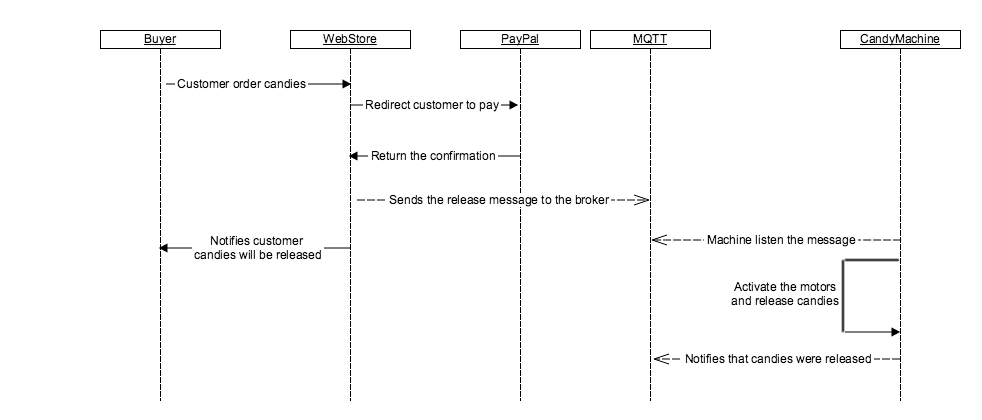 Buyer
WebStore
PayPal
MQTT
CandyMachine
Customer order candies
Redirect customer to pay
Return the confirmation
Sends the release message to the broker
Machine listen the message
Notifies customer
candies will be released
Activate the motors
and release candies
Notifies that candies were released